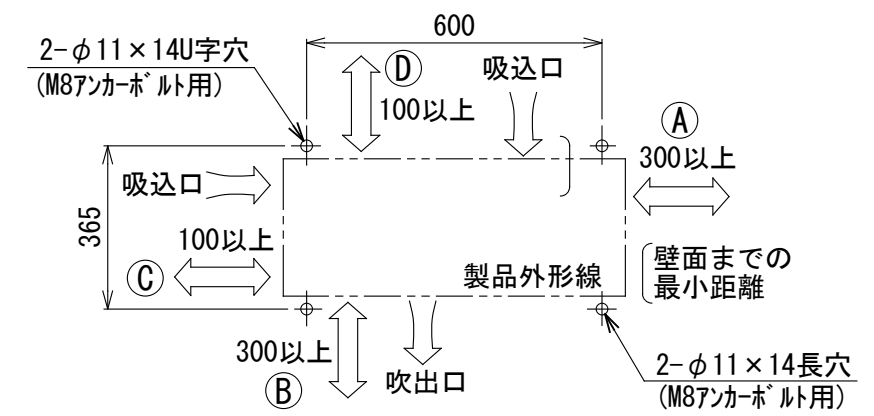 600
2-φ11×14U字穴
(M8アンカーボルト用)
Ⓓ
吸込口
100以上
Ⓐ
300以上
吸込口
365
100以上
Ⓒ
製品外形線
壁面までの
最小距離
300以上
Ⓑ
吹出口
2-φ11×14長穴
(M8アンカーボルト用)